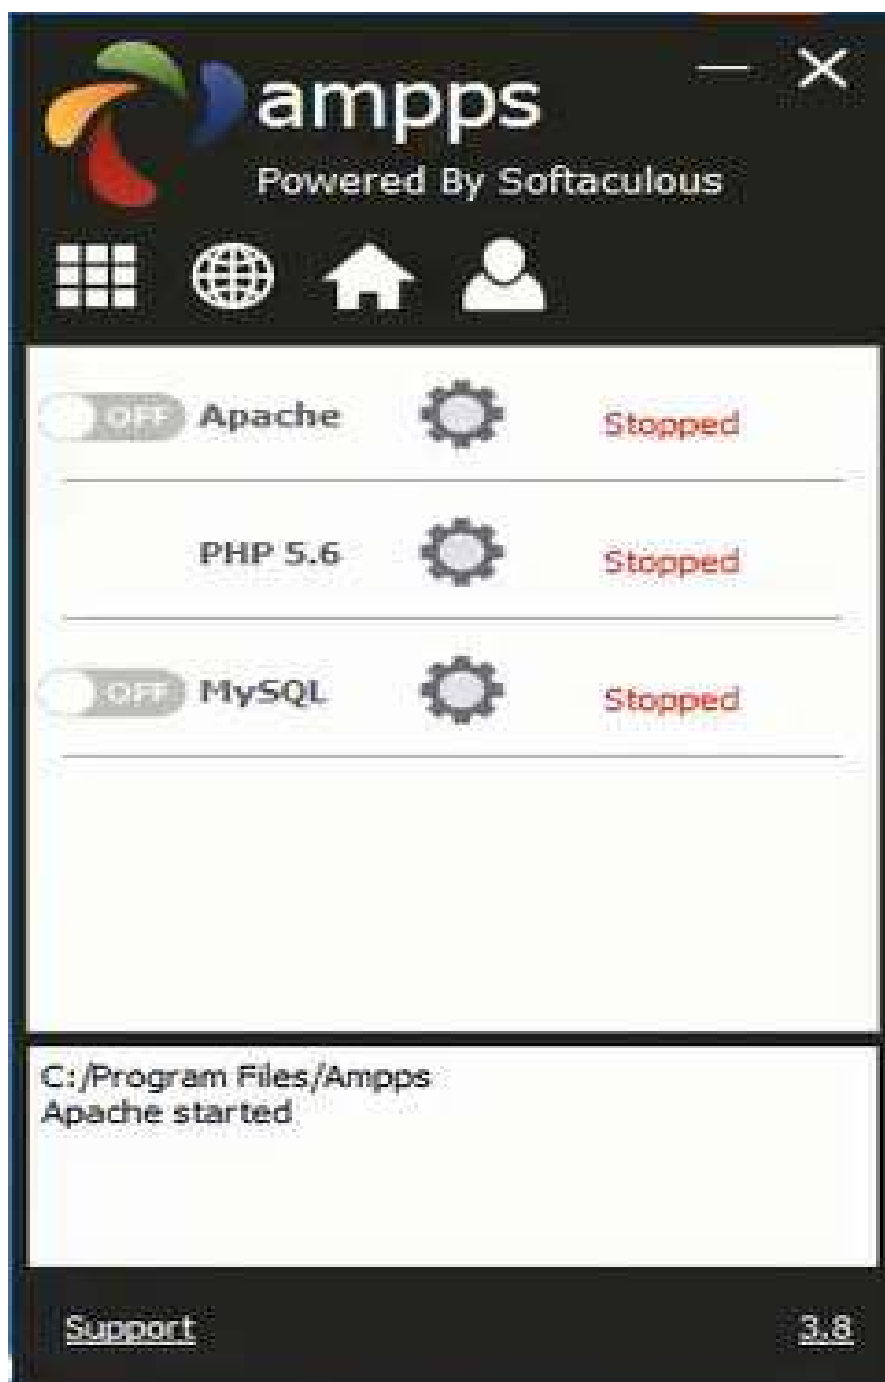 ampps
Powered By Softaculous
OFF Apache Stopped
PHP 5.6 Stopped
OFF MySQL Stopped
C:/Program Files/Ampps
Apache started
Support 3.8